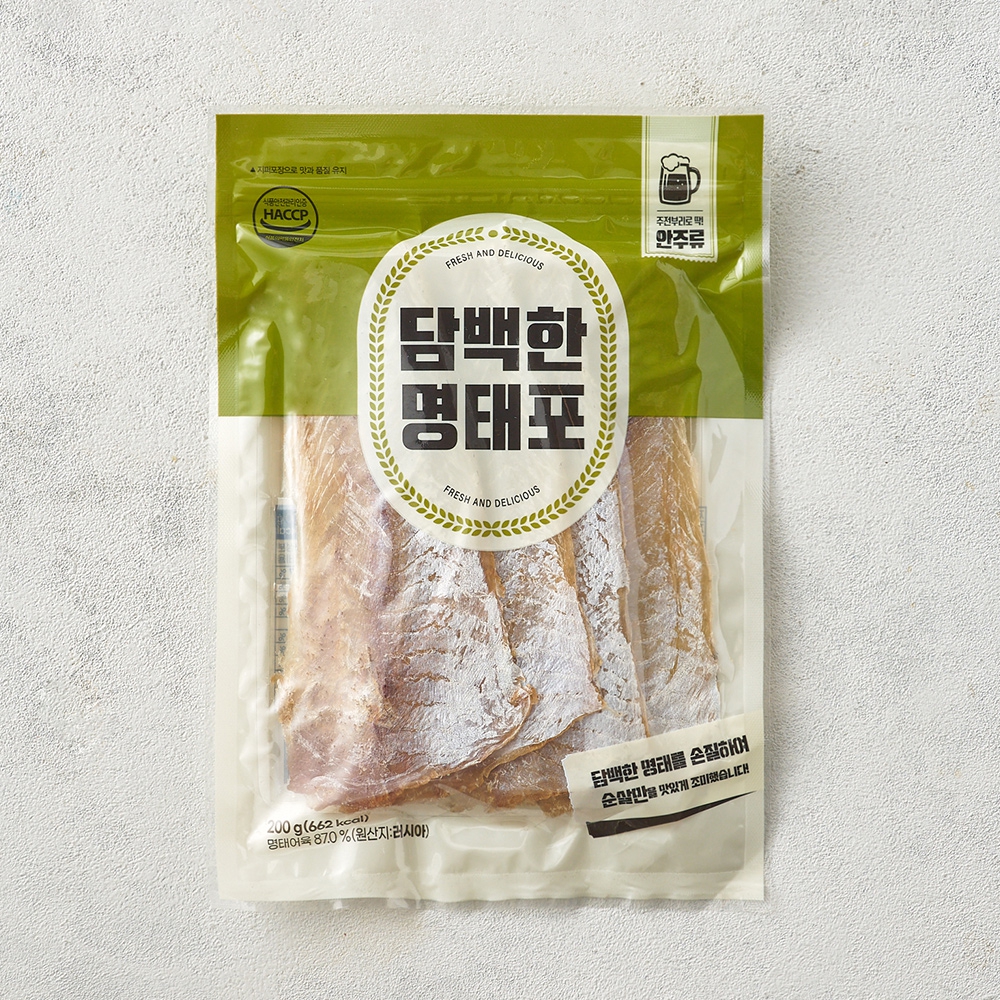 ▲지퍼포장으로 맛과 품질 유지
식품안전관리인증
HACCP
주전부리로 딱!
안주류
FRESH AND DELICIOUS
담백한
명태포
FRESH AND DELICIOUS
담백한 명태를 손질하여
순살만을 맛있게 조미했습니다!
200 g(662 kcal)
명태어육 87.0 %(원산지:러시아)